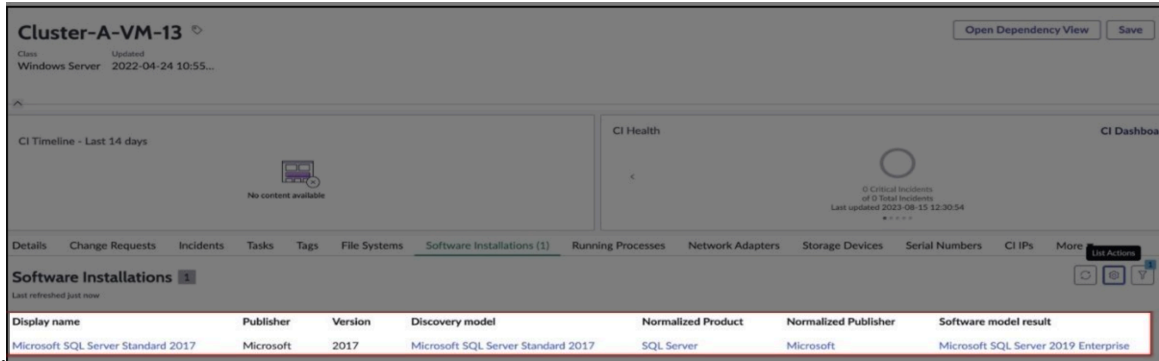 Cluster-A-VM-13
Open Dependency View Save
Class Updated
Windows Server 2022-04-24 10:55...
CI Timeline - Last 14 days
No content available
CI Health
CI Dashboa
0 Critical Incidents
of 0 Total Incidents
Last updated 2023-08-15 12:30:54
Details Change Requests Incidents Tasks Tags File Systems Software Installations (1) Running Processes Network Adapters Storage Devices Serial Numbers CI IPs More
List Actions
Software Installations 1
1
Last refreshed just now
Display name Publisher Version Discovery model Normalized Product Normalized Publisher Software model result
Microsoft SQL Server Standard 2017 Microsoft 2017 Microsoft SQL Server Standard 2017 SQL Server Microsoft Microsoft SQL Server 2019 Enterprise